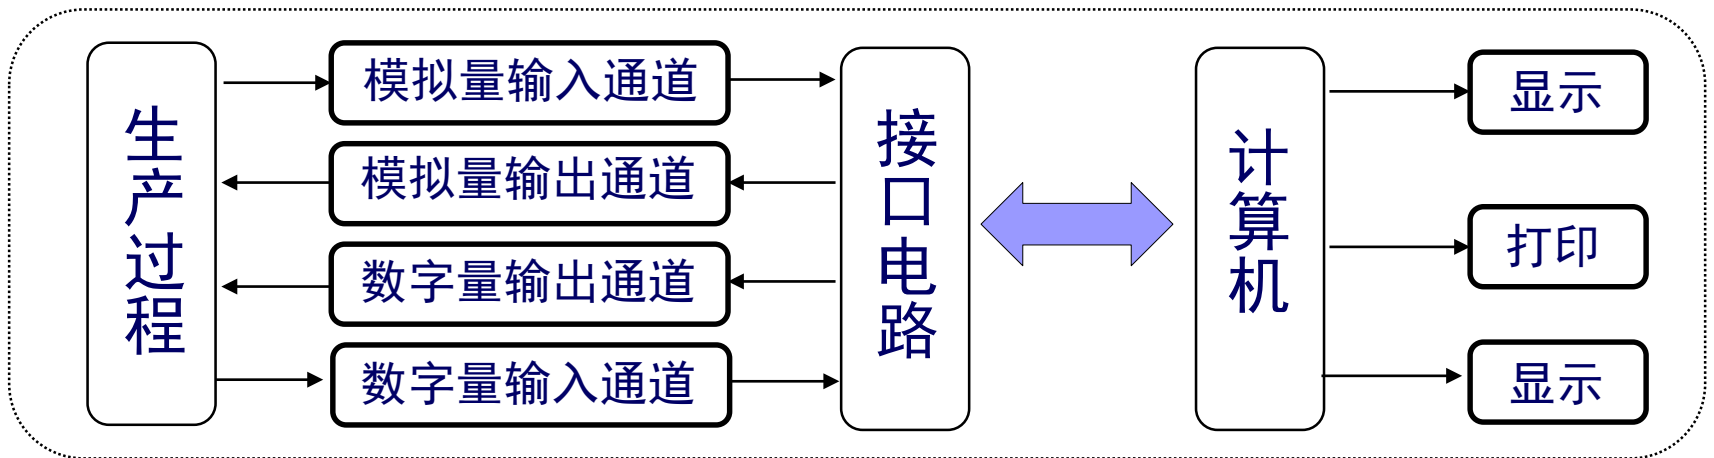 生产过程
模拟量输入通道
模拟量输出通道
数字量输出通道
数字量输入通道
接口电路
计算机
显示
打印
显示